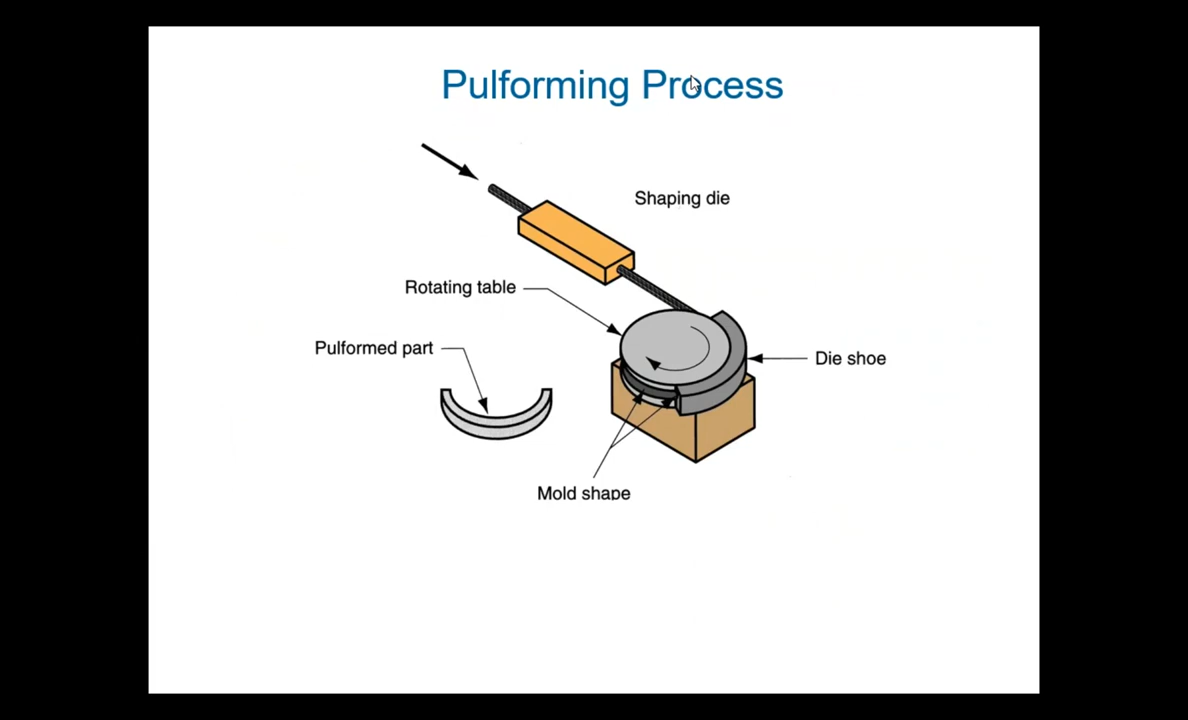 Pulforming Process
Shaping die
Rotating table
Pulformed part
Die shoe
Mold shape